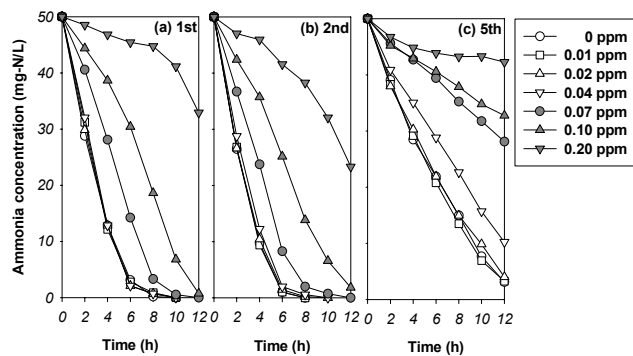 Ammonia concentration (mg-N/L)
50
40
30
20
10
0
(a) 1st
(b) 2nd
(c) 5th
0 2 4 6 8 10 12
0 2 4 6 8 10 12
0 2 4 6 8 10 12
Time (h)
Time (h)
Time (h)
0 ppm
0.01 ppm
0.02 ppm
0.04 ppm
0.07 ppm
0.10 ppm
0.20 ppm